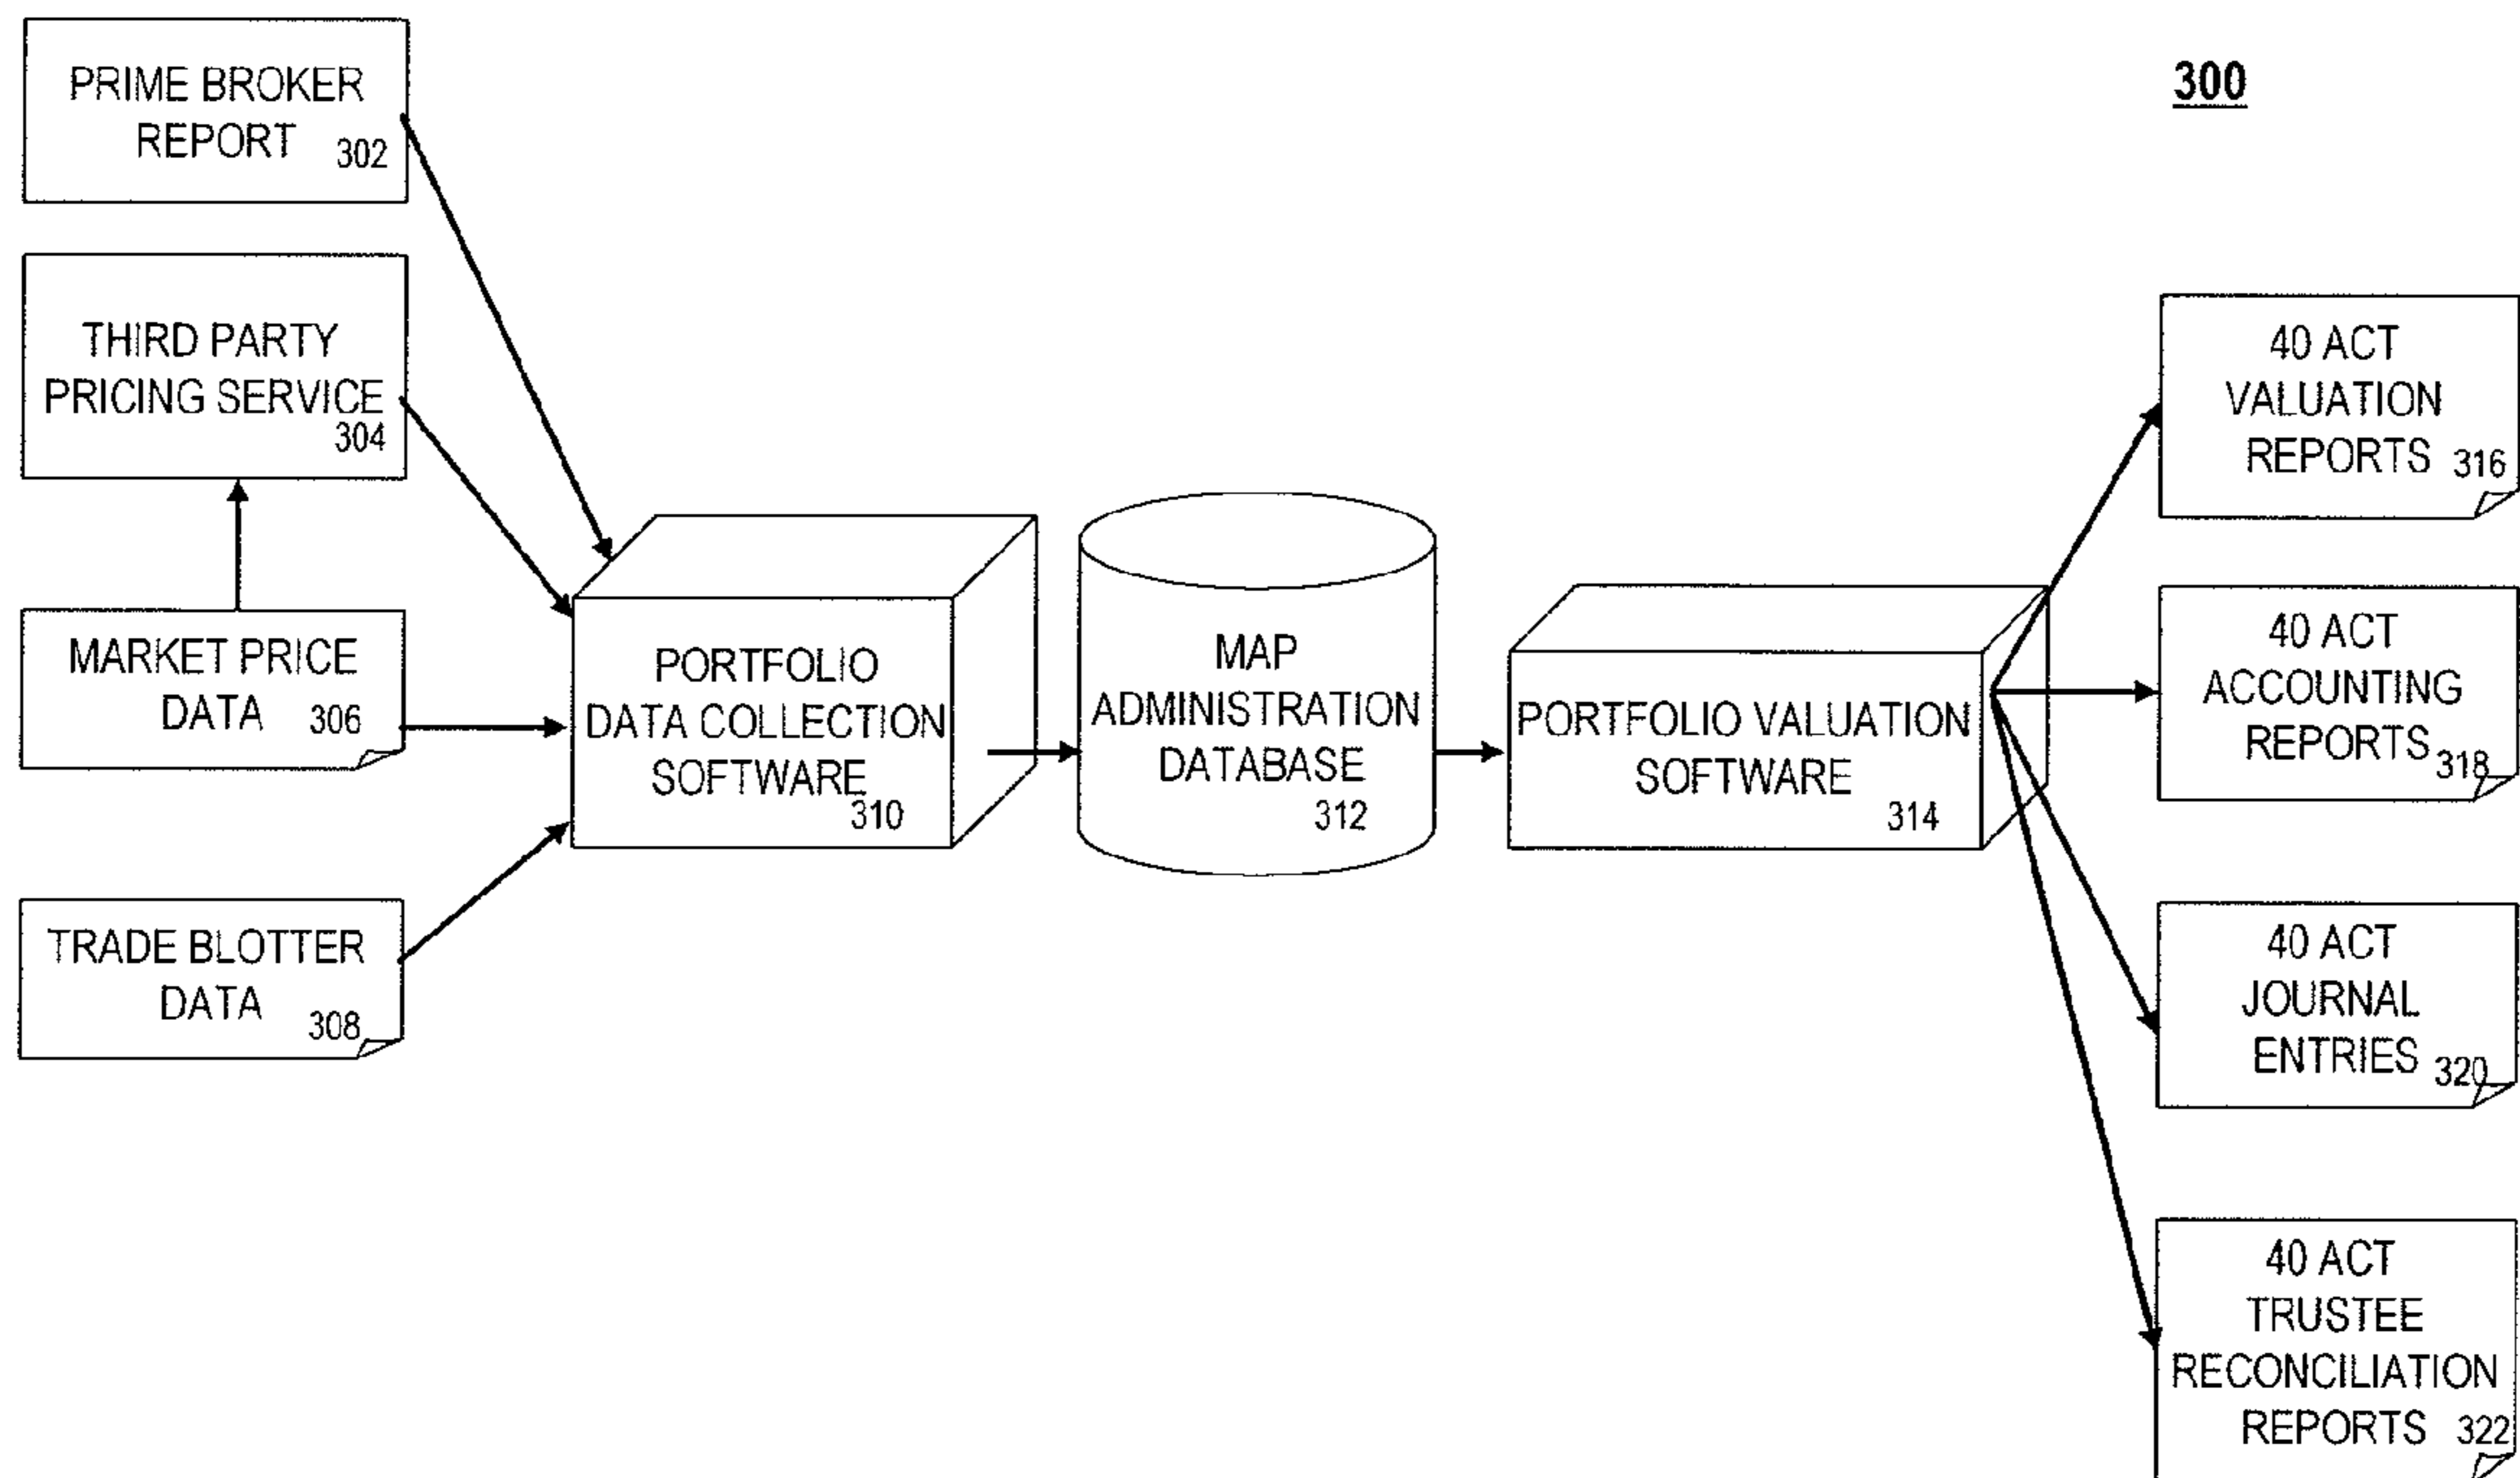 300
PRIME BROKER
REPORT 302
THIRD PARTY
PRICING SERVICE
304
MARKET PRICE
DATA 306
TRADE BLOTTER
DATA 308
PORTFOLIO
DATA COLLECTION
SOFTWARE
310
MAP
ADMINISTRATION
DATABASE
312
PORTFOLIO VALUATION
SOFTWARE
314
40 ACT
VALUATION
REPORTS 316
40 ACT
ACCOUNTING
REPORTS 318
40 ACT
JOURNAL
ENTRIES 320
40 ACT
TRUSTEE
RECONCILIATION
REPORTS 322